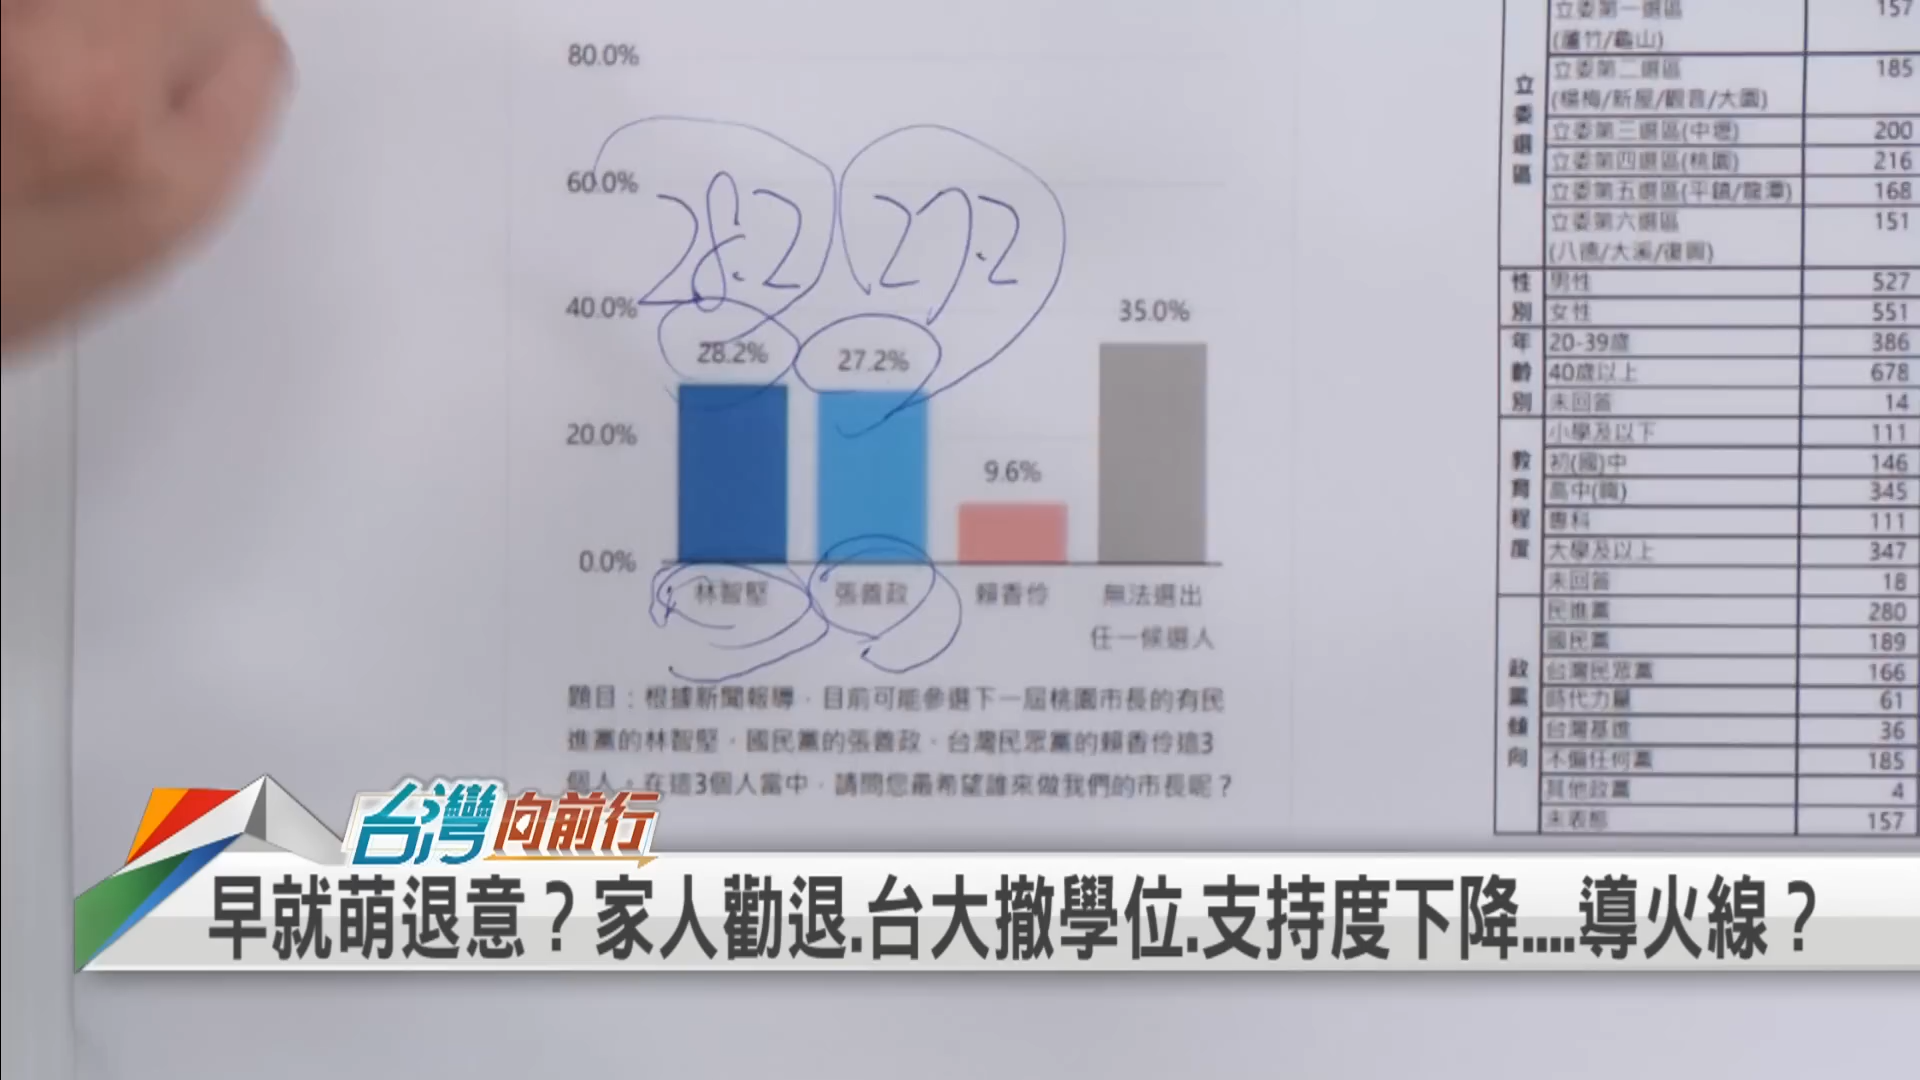 80.0%
60.0%
40.0%
20.0%
0.0%
28.2
27.2
28.2%
27.2%
9.6%
35.0%
林智堅
張善政
賴香伶
無法選出
任一候選人
題目：根據新聞報導，目前可能參選下一屆桃園市長的有民
進黨的林智堅，國民黨的張善政，台灣民眾黨的賴香伶這3
個人。在這3個人當中，請問您最希望誰來做我們的市長呢？
立委選區
立委第一選區 157
(蘆竹/龜山)
立委第二選區 185
(楊梅/新屋/觀音/大園)
立委第三選區(中壢) 200
立委第四選區(桃園) 216
立委第五選區(平鎮/龍潭) 168
立委第六選區 151
(八德/大溪/復興)
性別
男性 527
女性 551
年齡別
20-39歲 386
40歲以上 678
未回答 14
教育程度
小學及以下 111
初(國)中 146
高中(職) 345
專科 111
大學及以上 347
未回答 18
政黨傾向
民進黨 280
國民黨 189
台灣民眾黨 166
時代力量 61
台灣基進 36
不偏任何黨 185
其他政黨 4
未表態 157
台灣向前行
早就萌退意？家人勸退.台大撤學位.支持度下降....導火線？